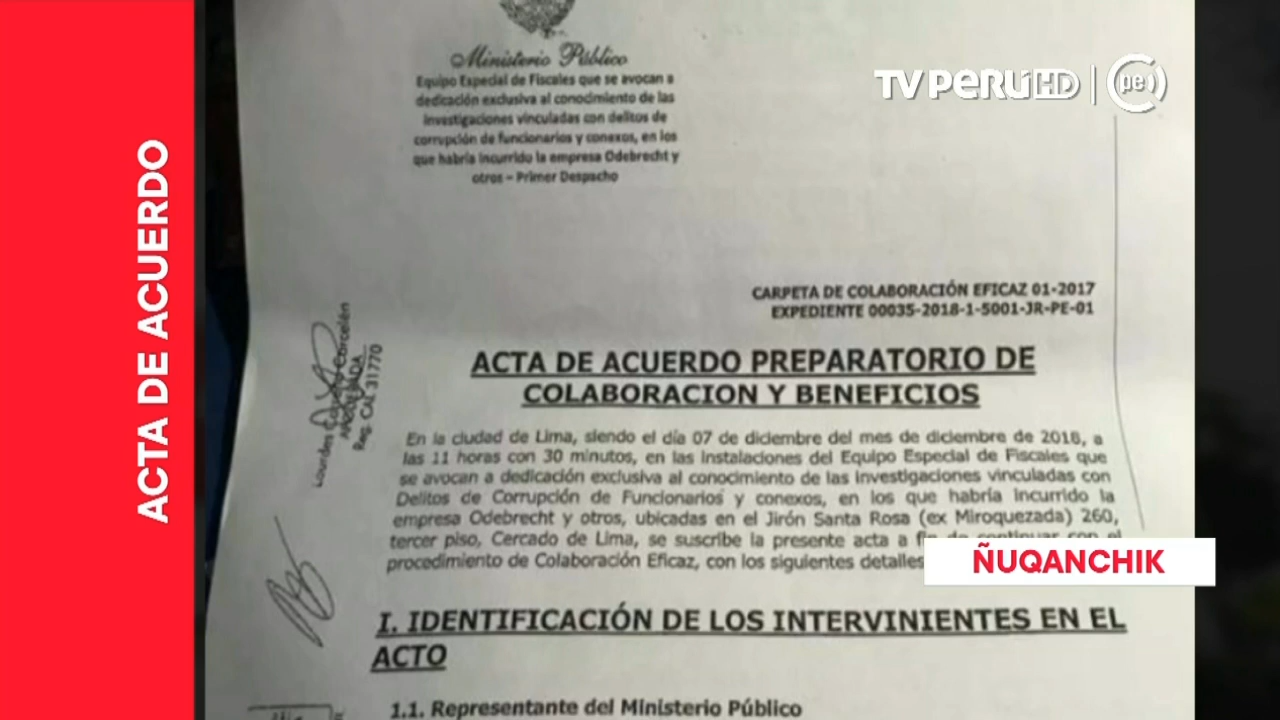 ACTA DE ACUERDO
TV PERÚ HD
pe
Ministerio Público
Equipo Especial de Fiscales que se avocan a
dedicación exclusiva al conocimiento de las
investigaciones vinculadas con delitos de
corrupción de funcionarios y conexos, en los
que habría incurrido la empresa Odebrecht y
otros – Primer Despacho
CARPETA DE COLABORACIÓN EFICAZ 01-2017
EXPEDIENTE 00035-2018-1-5001-JR-PE-01
Lourdes Carcelén
ABOGADA
Reg. CAL 31770
ACTA DE ACUERDO PREPARATORIO DE
COLABORACION Y BENEFICIOS
En la ciudad de Lima, siendo el día 07 de diciembre del mes de diciembre de 2018, a
las 11 horas con 30 minutos, en las instalaciones del Equipo Especial de Fiscales que
se avocan a dedicación exclusiva al conocimiento de las investigaciones vinculadas con
Delitos de Corrupción de Funcionarios y conexos, en los que habría incurrido la
empresa Odebrecht y otros, ubicadas en el Jirón Santa Rosa (ex Miroquezada) 260,
tercer piso, Cercado de Lima, se suscribe la presente acta a fin de continuar con el
procedimiento de Colaboración Eficaz, con los siguientes detalles
ÑUQANCHIK
I. IDENTIFICACIÓN DE LOS INTERVINIENTES EN EL
ACTO
1.1. Representante del Ministerio Público